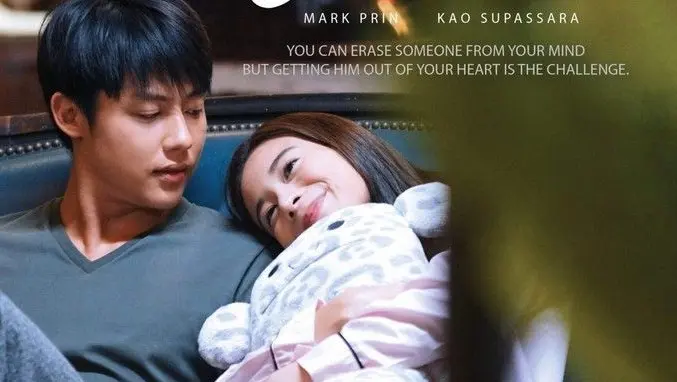 MARK PRIN KAO SUPASSARA
YOU CAN ERASE SOMEONE FROM YOUR MIND
BUT GETTING HIM OUT OF YOUR HEART IS THE CHALLENGE.